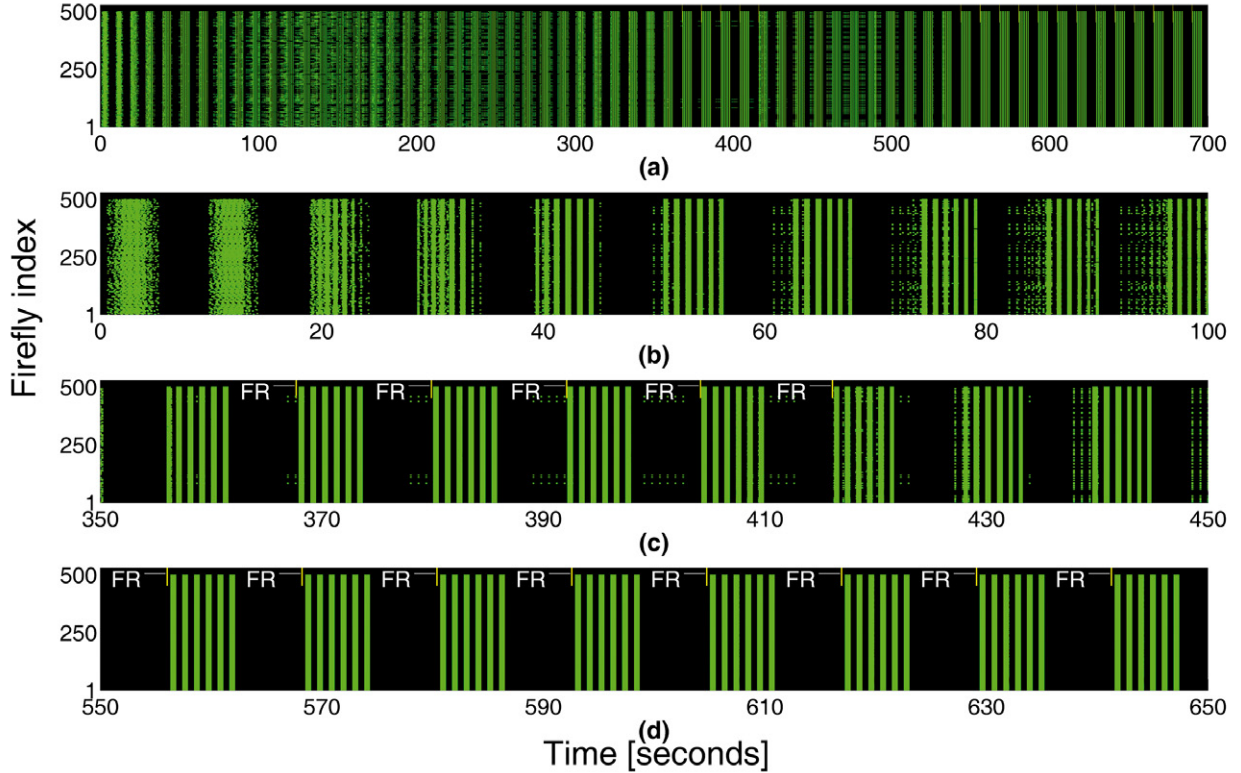 Firefly index
500
250
1
0 100 200 300 400 500 600 700
(a)
500
250
1
0 20 40 60 80 100
(b)
500
FR FR FR FR FR
250
1
350 370 390 410 430 450
(c)
500
FR FR FR FR FR FR FR FR
250
1
550 570 590 610 630 650
(d)
Time [seconds]